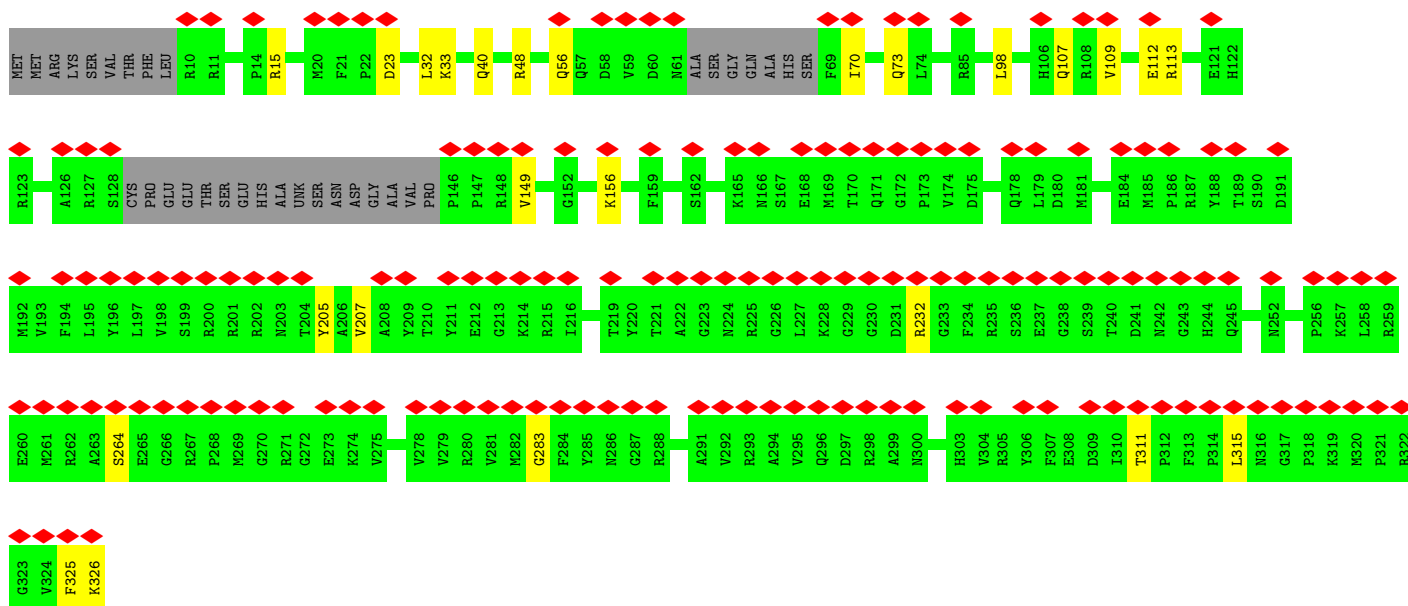 MET MET ARG LYS SER VAL THR PHE LEU R10 R11 P14 R15 M20 F21 P22 D23 L32 K33 Q40 R48 Q56 Q57 D58 V59 D60 N61 ALA SER GLY GLN ALA HIS SER F69 I70 Q73 L74 R85 L98 H106 Q107 R108 V109 E112 R113 E121 H122
R123 A126 R127 S128 CYS PRO GLU GLU THR SER GLU HIS ALA UNK SER ASN ASP GLY ALA VAL PRO P146 P147 R148 V149 G152 K156 F159 S162 K165 N166 S167 E168 M169 T170 Q171 G172 P173 V174 D175 Q178 L179 D180 M181 E184 M185 P186 R187 Y188 T189 S190 D191
M192 V193 F194 L195 Y196 L197 V198 S199 R200 R201 R202 N203 T204 Y205 A206 V207 A208 Y209 T210 Y211 E212 G213 K214 R215 I216 T219 Y220 T221 A222 G223 N224 R225 G226 L227 K228 G229 G230 D231 R232 G233 F234 R235 S236 E237 G238 S239 T240 D241 N242 G243 H244 Q245 N252 P256 K257 L258 R259
E260 M261 R262 A263 S264 E265 G266 R267 P268 M269 G270 R271 G272 E273 K274 V275 V278 V279 R280 V281 M282 G283 F284 Y285 N286 G287 R288 A291 V292 R293 A294 V295 Q296 D297 R298 A299 N300 H303 V304 R305 Y306 F307 E308 D309 I310 T311 P312 F313 P314 L315 N316 G317 P318 K319 M320 P321 R322
G323 V324 F325 K326